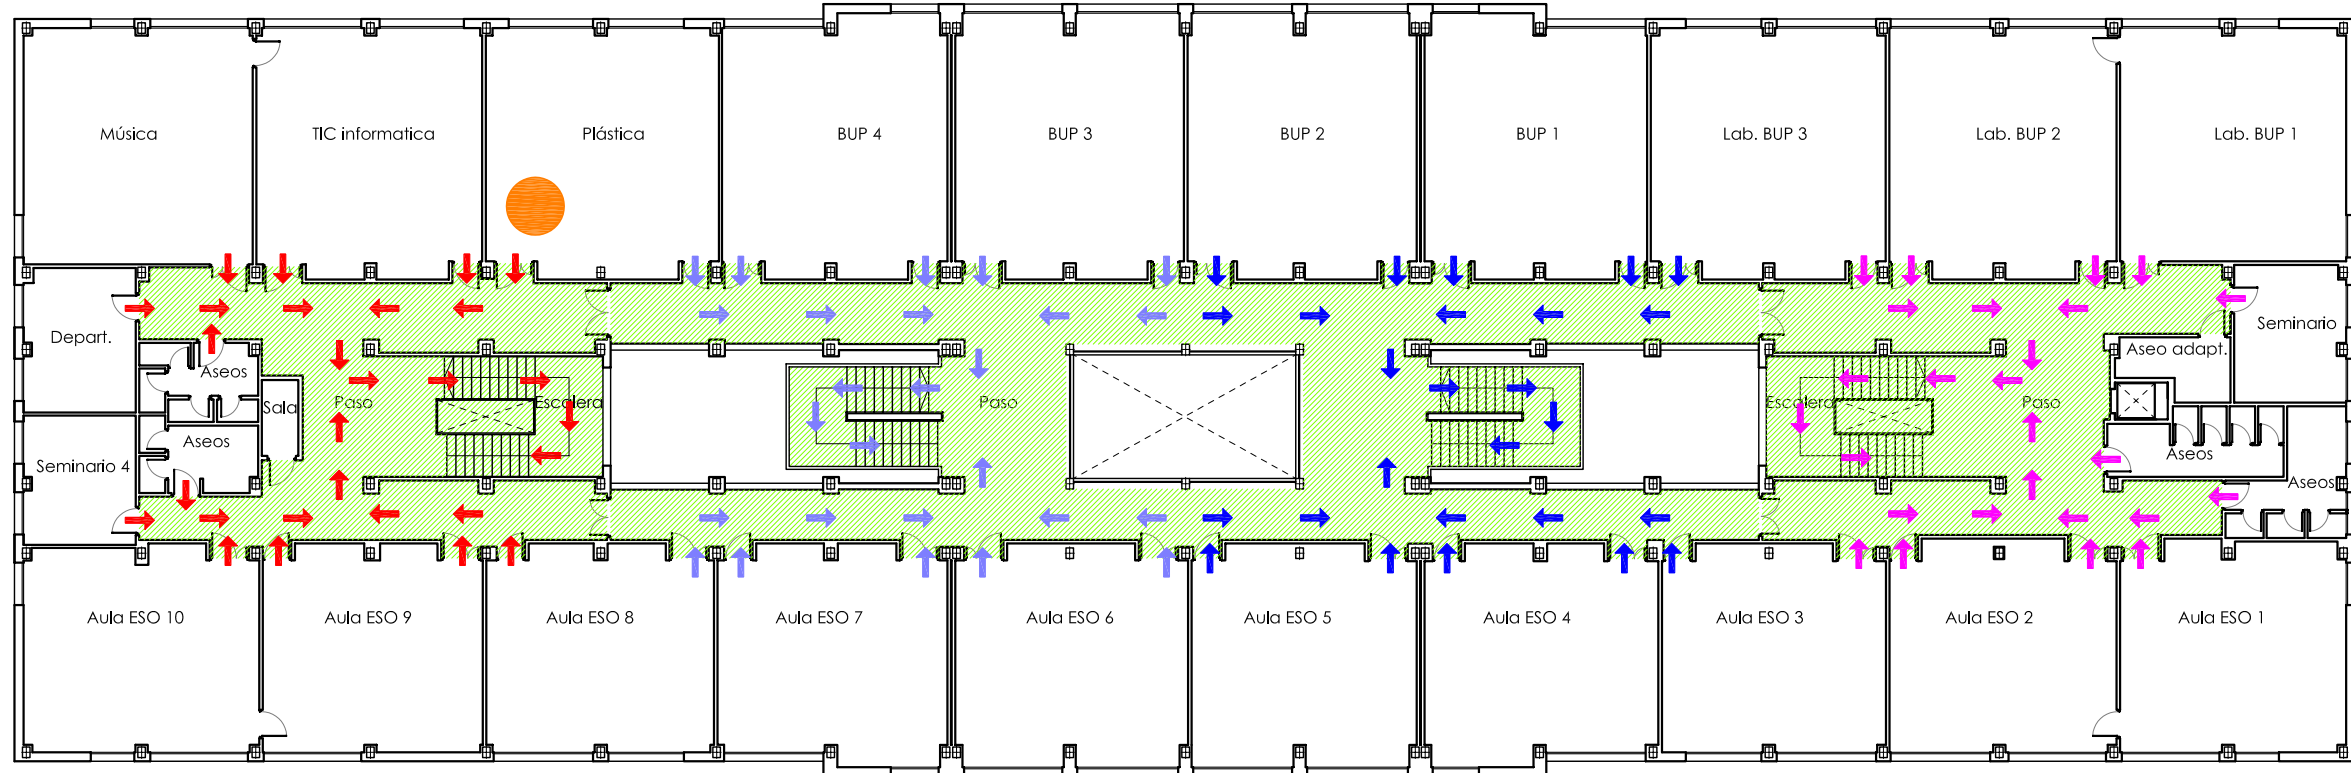 Música
TIC informatica
Plástica
BUP 4
BUP 3
BUP 2
BUP 1
Lab. BUP 3
Lab. BUP 2
Lab. BUP 1
Depart.
Aseos
Sala
Paso
Escalera
Paso
Escalera
Paso
Aseo adapt.
Seminario
Seminario 4
Aseos
Aseos
Aseos
Aula ESO 10
Aula ESO 9
Aula ESO 8
Aula ESO 7
Aula ESO 6
Aula ESO 5
Aula ESO 4
Aula ESO 3
Aula ESO 2
Aula ESO 1